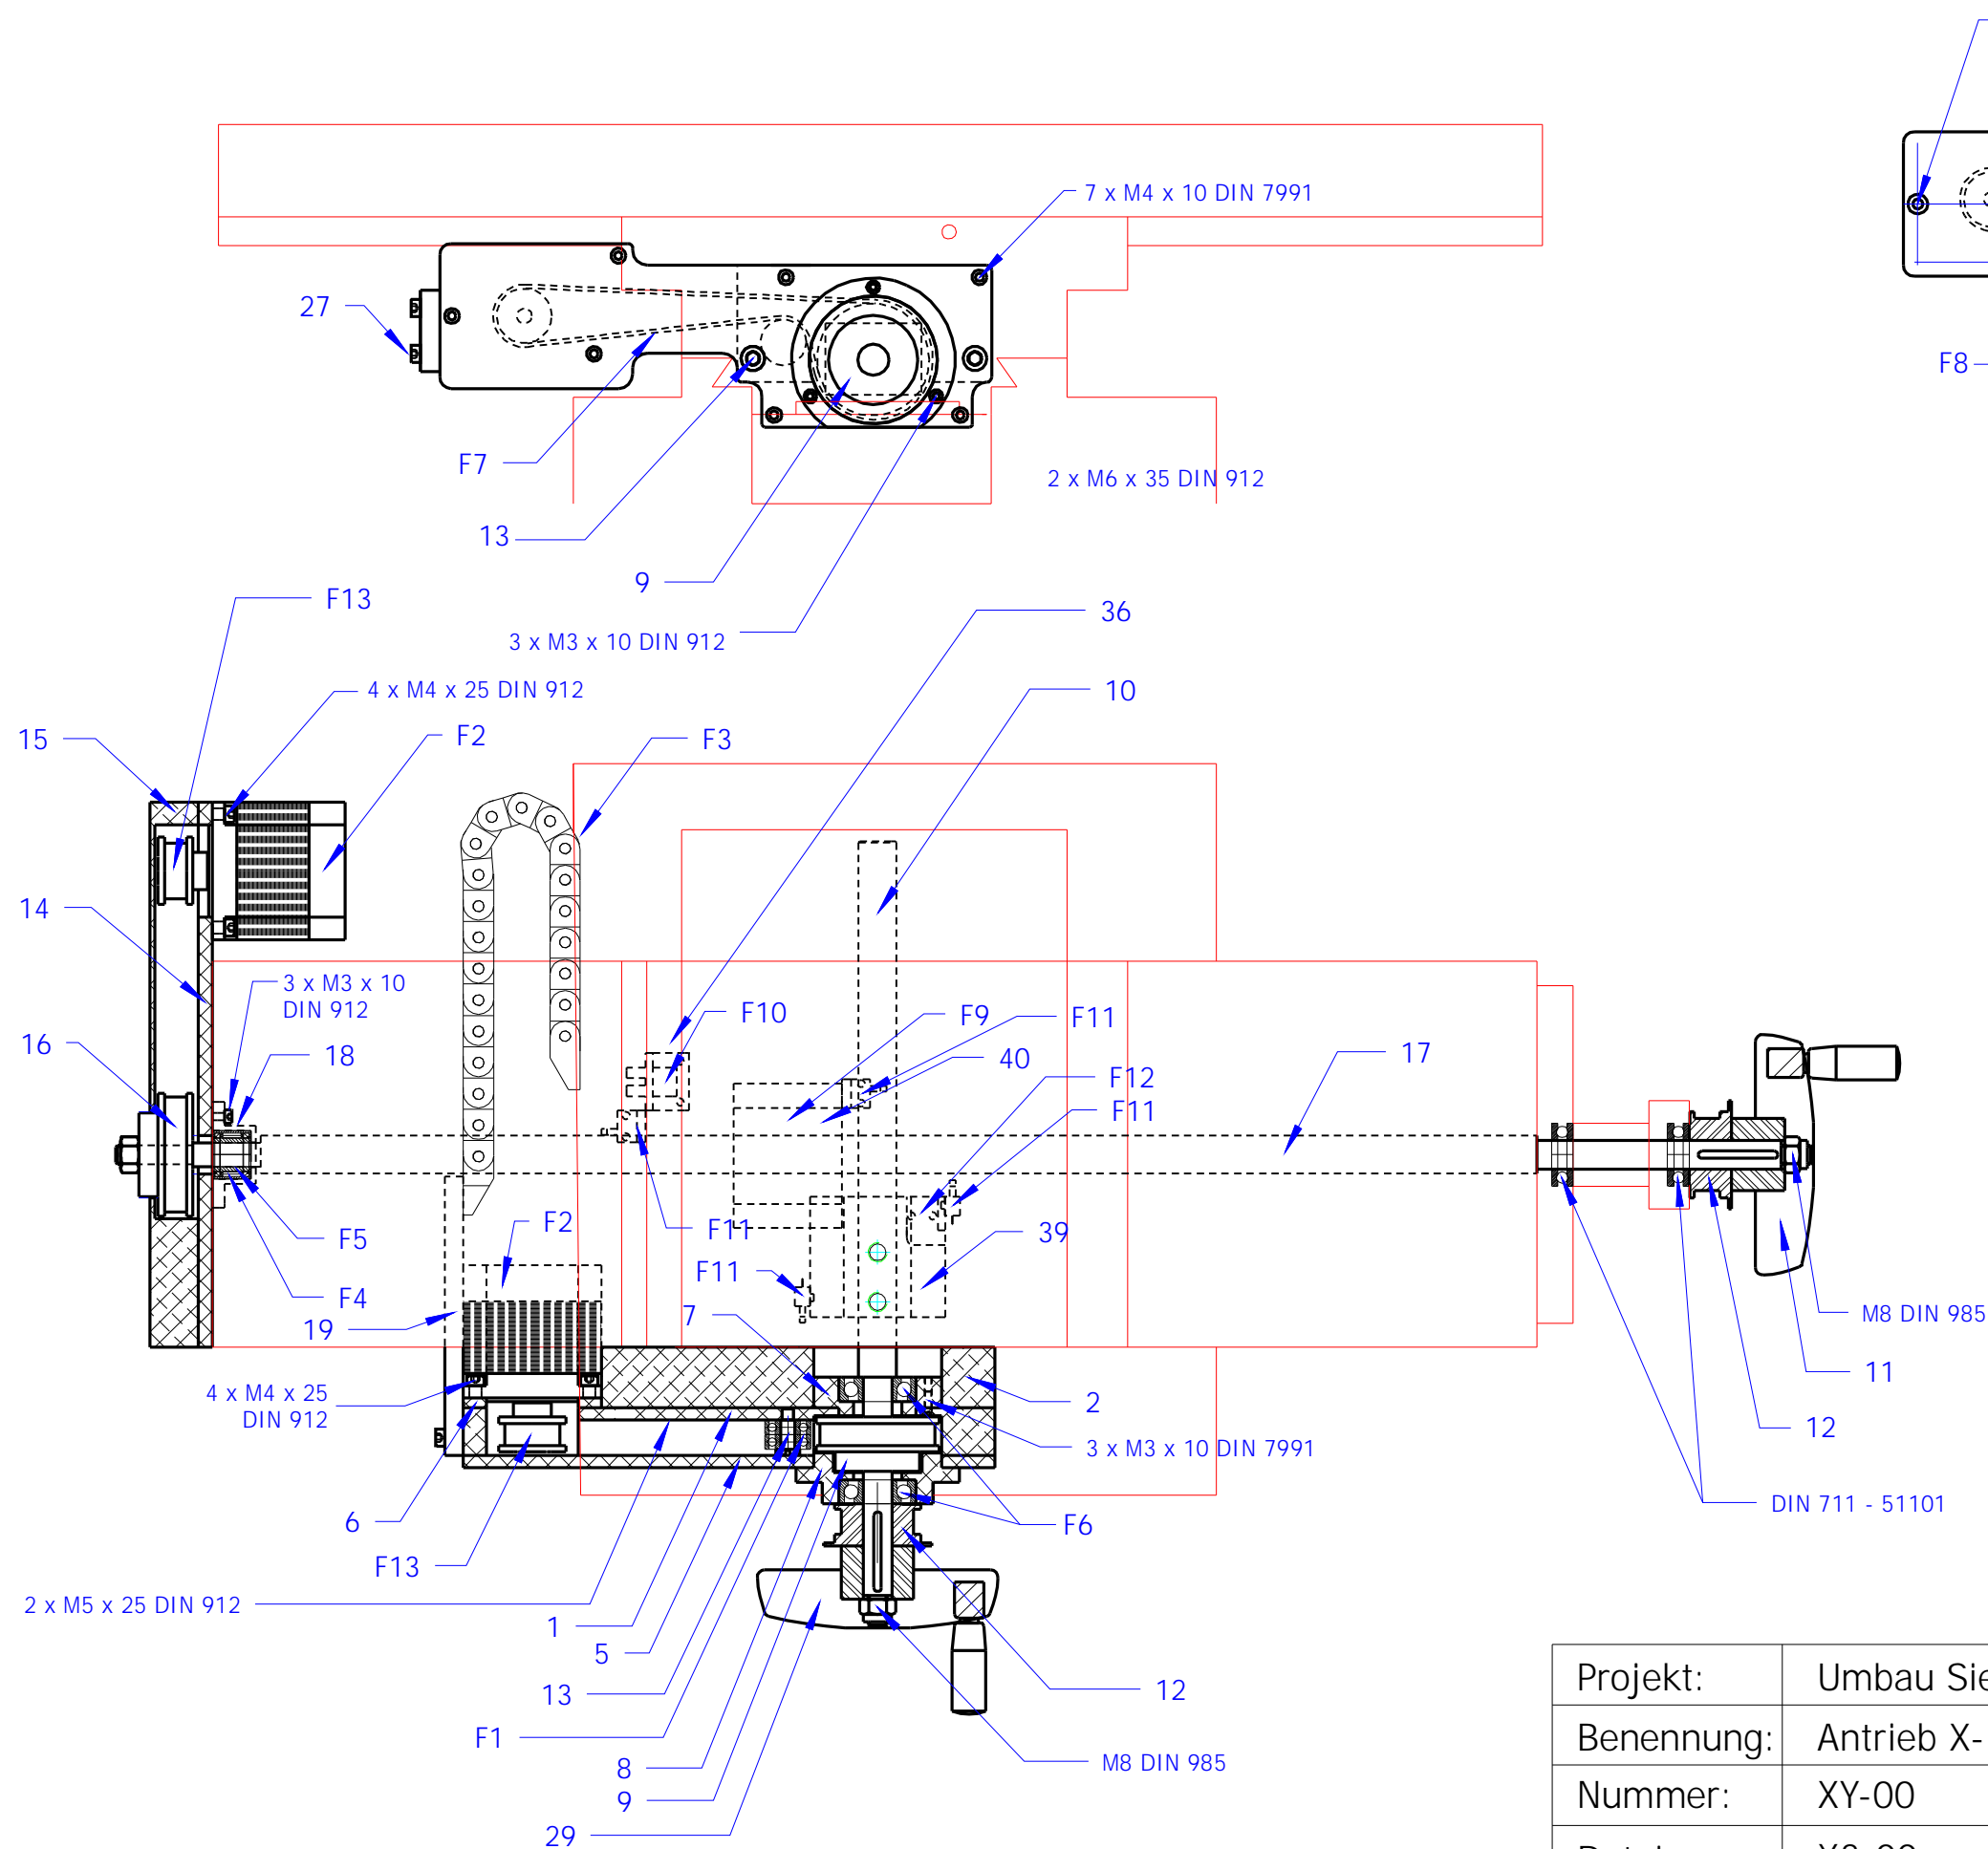 7 x M4 x 10 DIN 7991
27
F8
F7
2 x M6 x 35 DIN 912
13
9
F13
36
3 x M3 x 10 DIN 912
4 x M4 x 25 DIN 912
10
15
F2
F3
14
3 x M3 x 10
DIN 912
F10
F9
F11
16
18
40
17
F12
F11
F5
F2
F11
39
F11
F4
19
7
M8 DIN 985
11
4 x M4 x 25
DIN 912
2
12
3 x M3 x 10 DIN 7991
DIN 711 - 51101
6
F6
F13
2 x M5 x 25 DIN 912
1
5
13
12
F1
M8 DIN 985
8
9
29
Projekt:
Umbau
Benennung:
Antrieb X-
Nummer:
XY-00